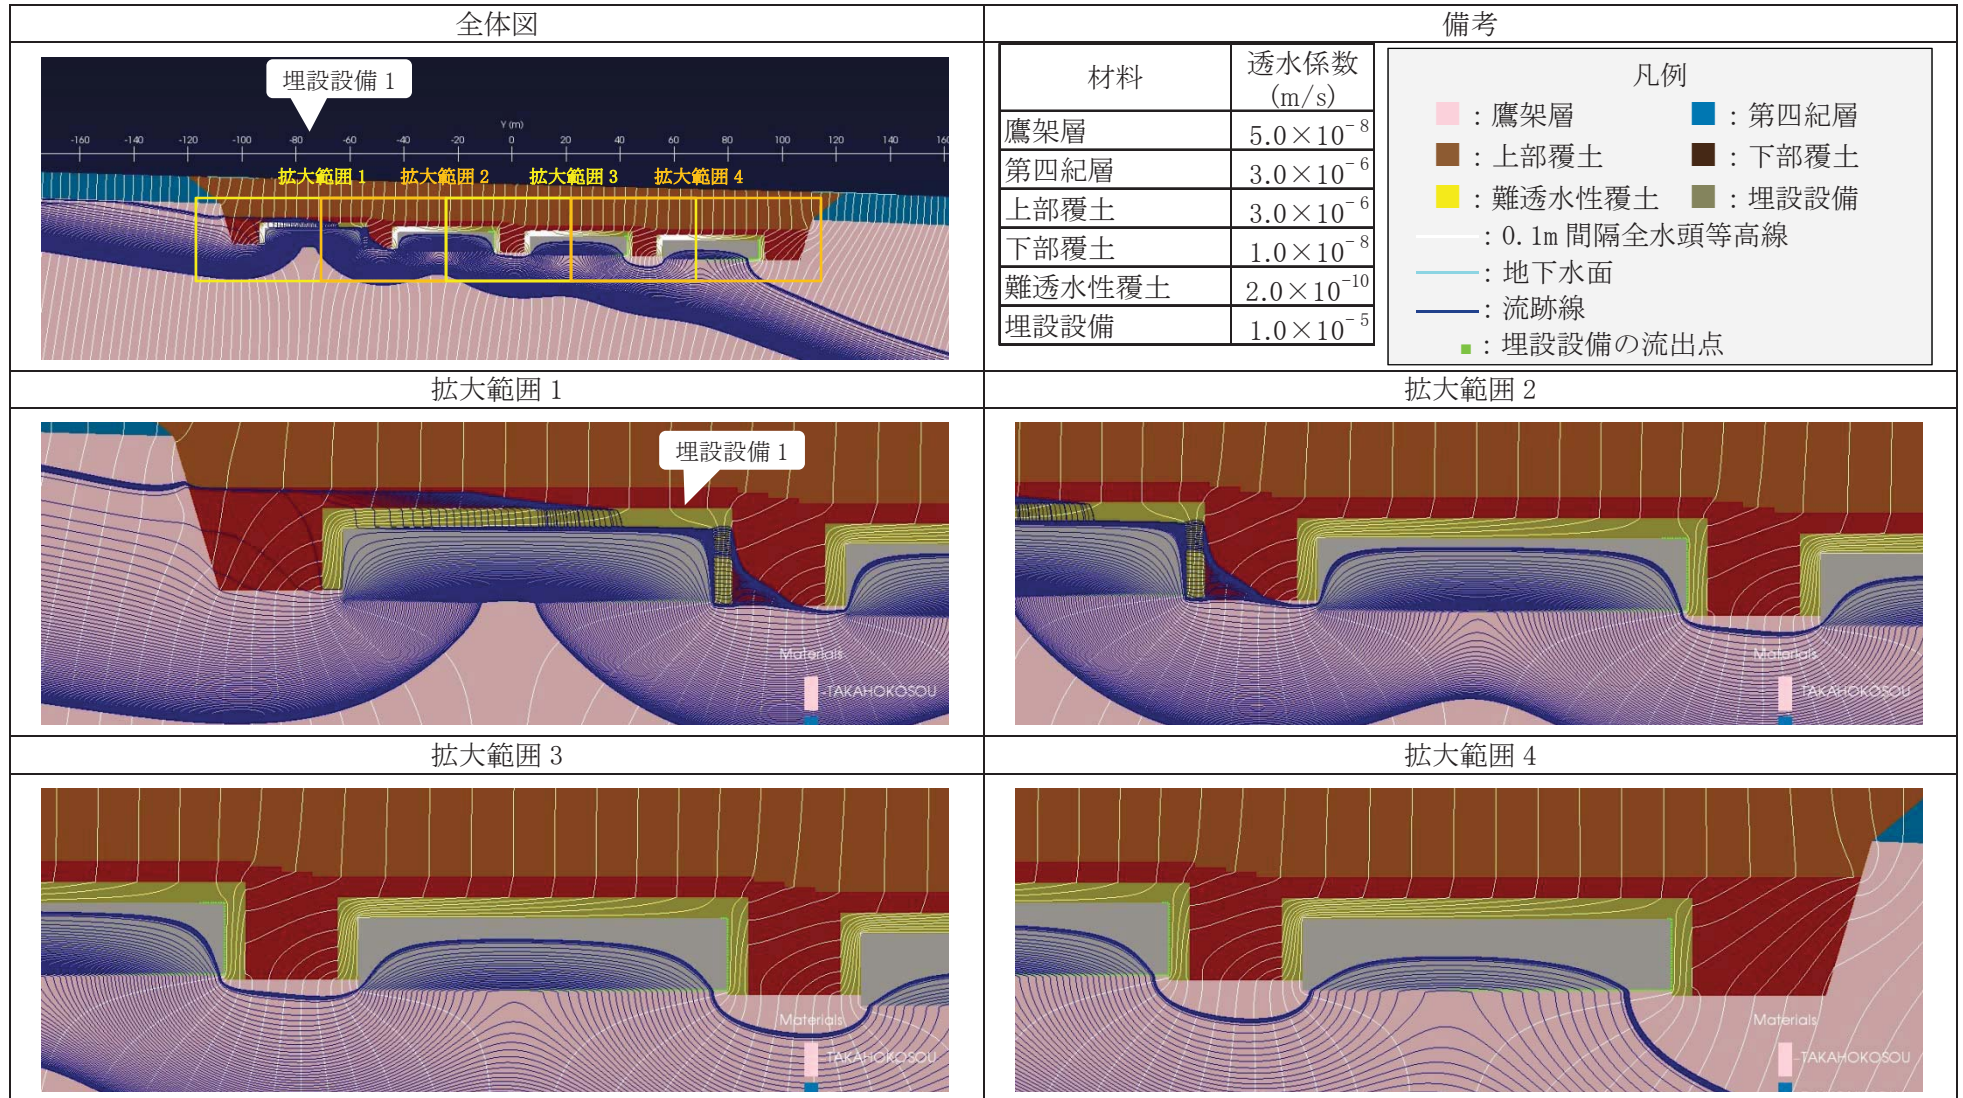 全体図
備考
埋設設備 1
Y (m)
-160 -140 -120 -100 -80 -60 -40 -20 0 20 40 60 80 100 120 140 160
拡大範囲 1 拡大範囲 2 拡大範囲 3 拡大範囲 4
材料 透水係数 (m/s)
鷹架層 5.0×10⁻⁸
第四紀層 3.0×10⁻⁶
上部覆土 3.0×10⁻⁶
下部覆土 1.0×10⁻⁸
難透水性覆土 2.0×10⁻¹⁰
埋設設備 1.0×10⁻⁵
凡例
:鷹架層 :第四紀層
:上部覆土 :下部覆土
:難透水性覆土 :埋設設備
:0.1m 間隔全水頭等高線
:地下水面
:流跡線
:埋設設備の流出点
拡大範囲 1
拡大範囲 2
埋設設備 1
Materials
-TAKAHOKOSOU
Materials
TAKAHOKOSOU
拡大範囲 3
拡大範囲 4
Materials
-TAKAHOKOSOU
Materials
-TAKAHOKOSOU